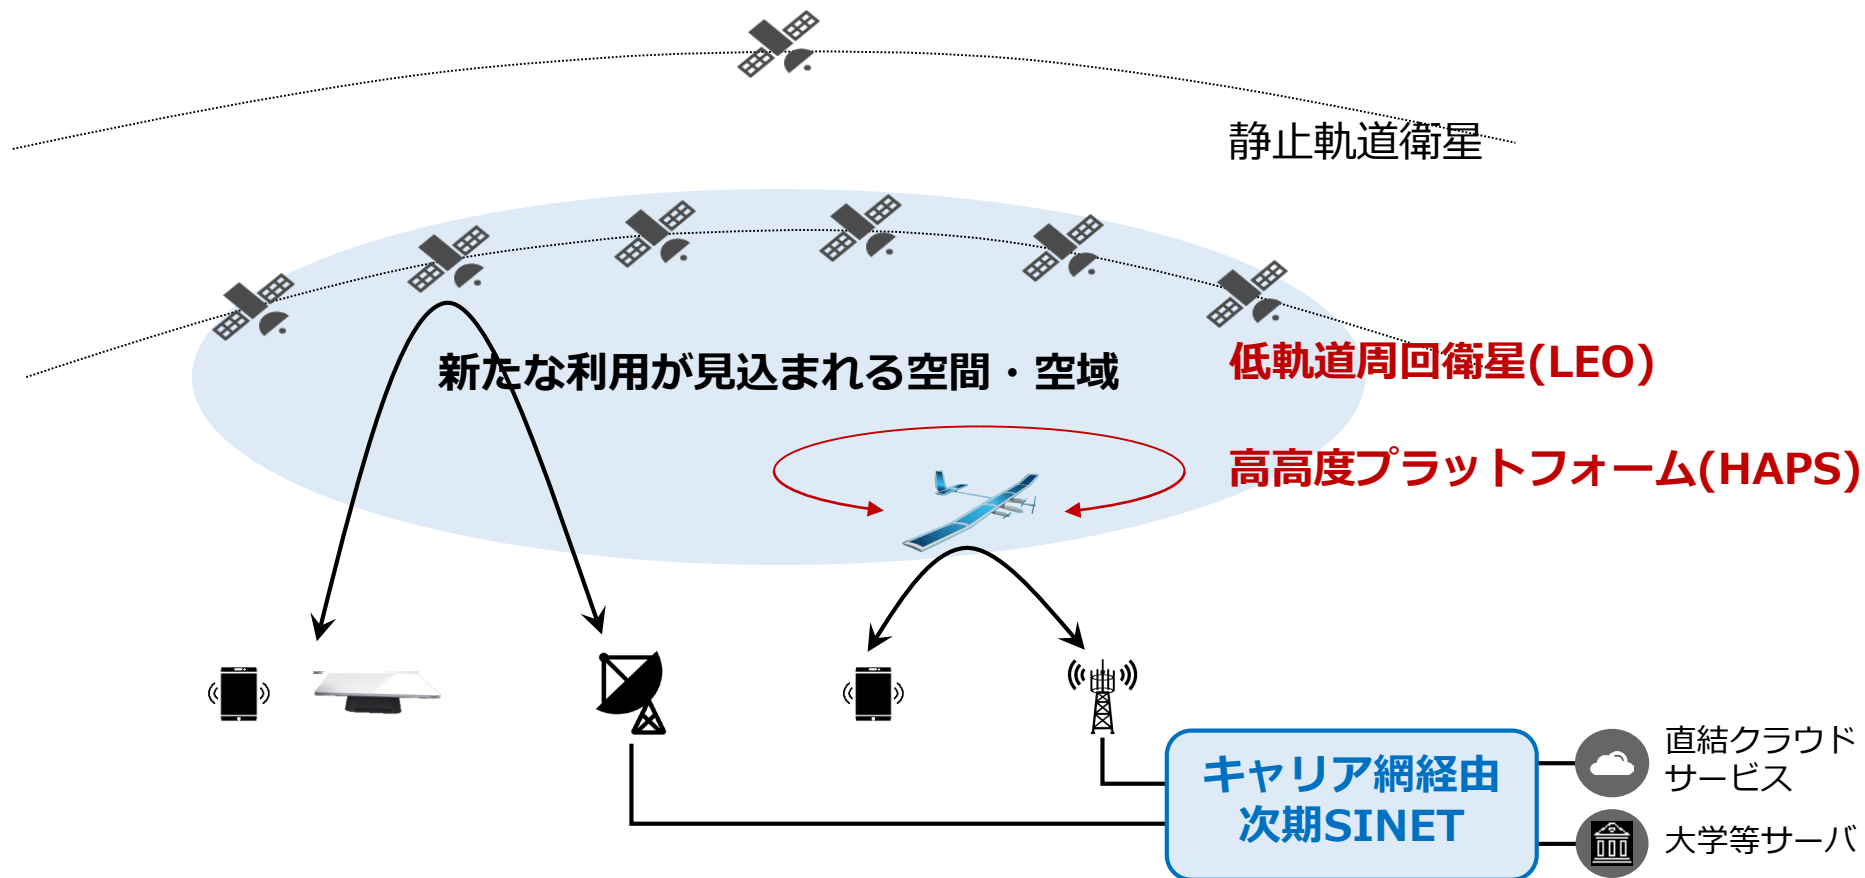 静止軌道衛星
新たな利用が見込まれる空間・空域
低軌道周回衛星(LEO)
高高度プラットフォーム(HAPS)
キャリア網経由
次期SINET
直結クラウド
サービス
大学等サーバ